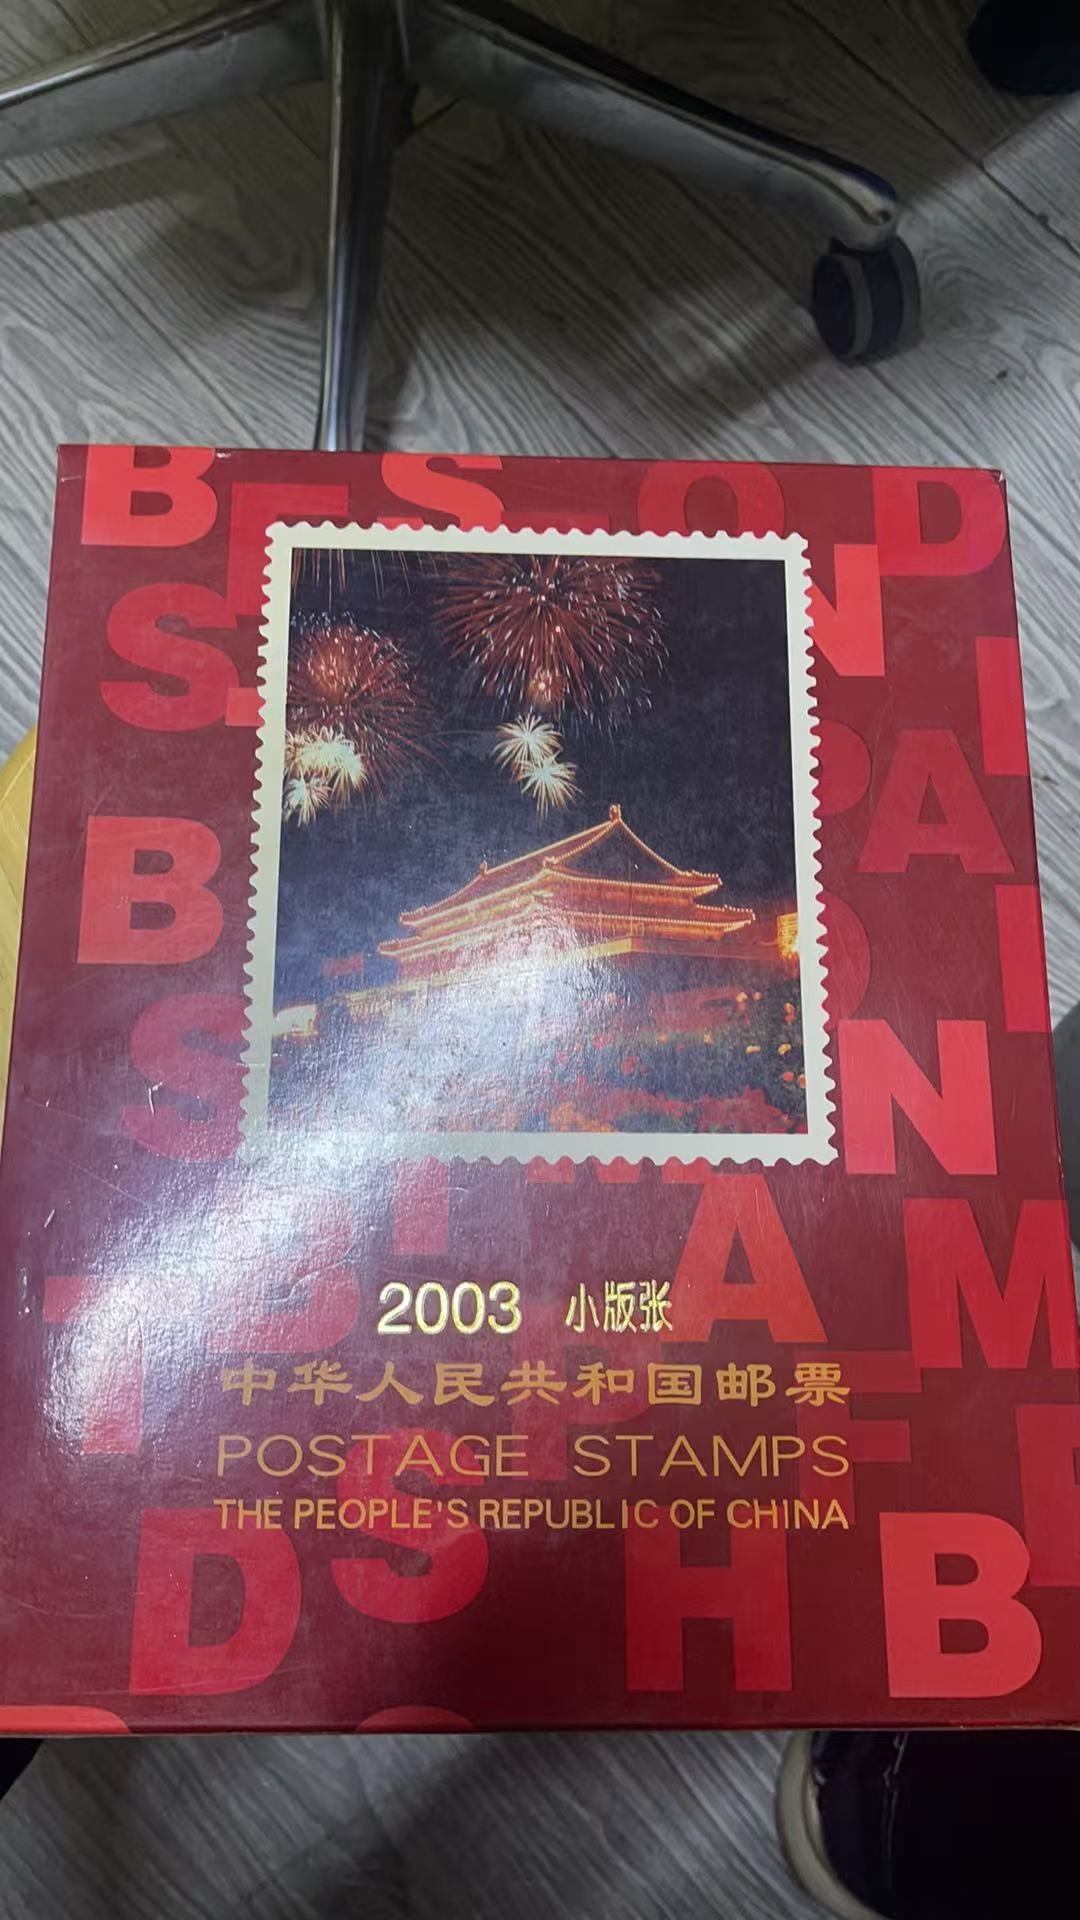 2003 小版张
中华人民共和国邮票
POSTAGE STAMPS
THE PEOPLE'S REPUBLIC OF CHINA